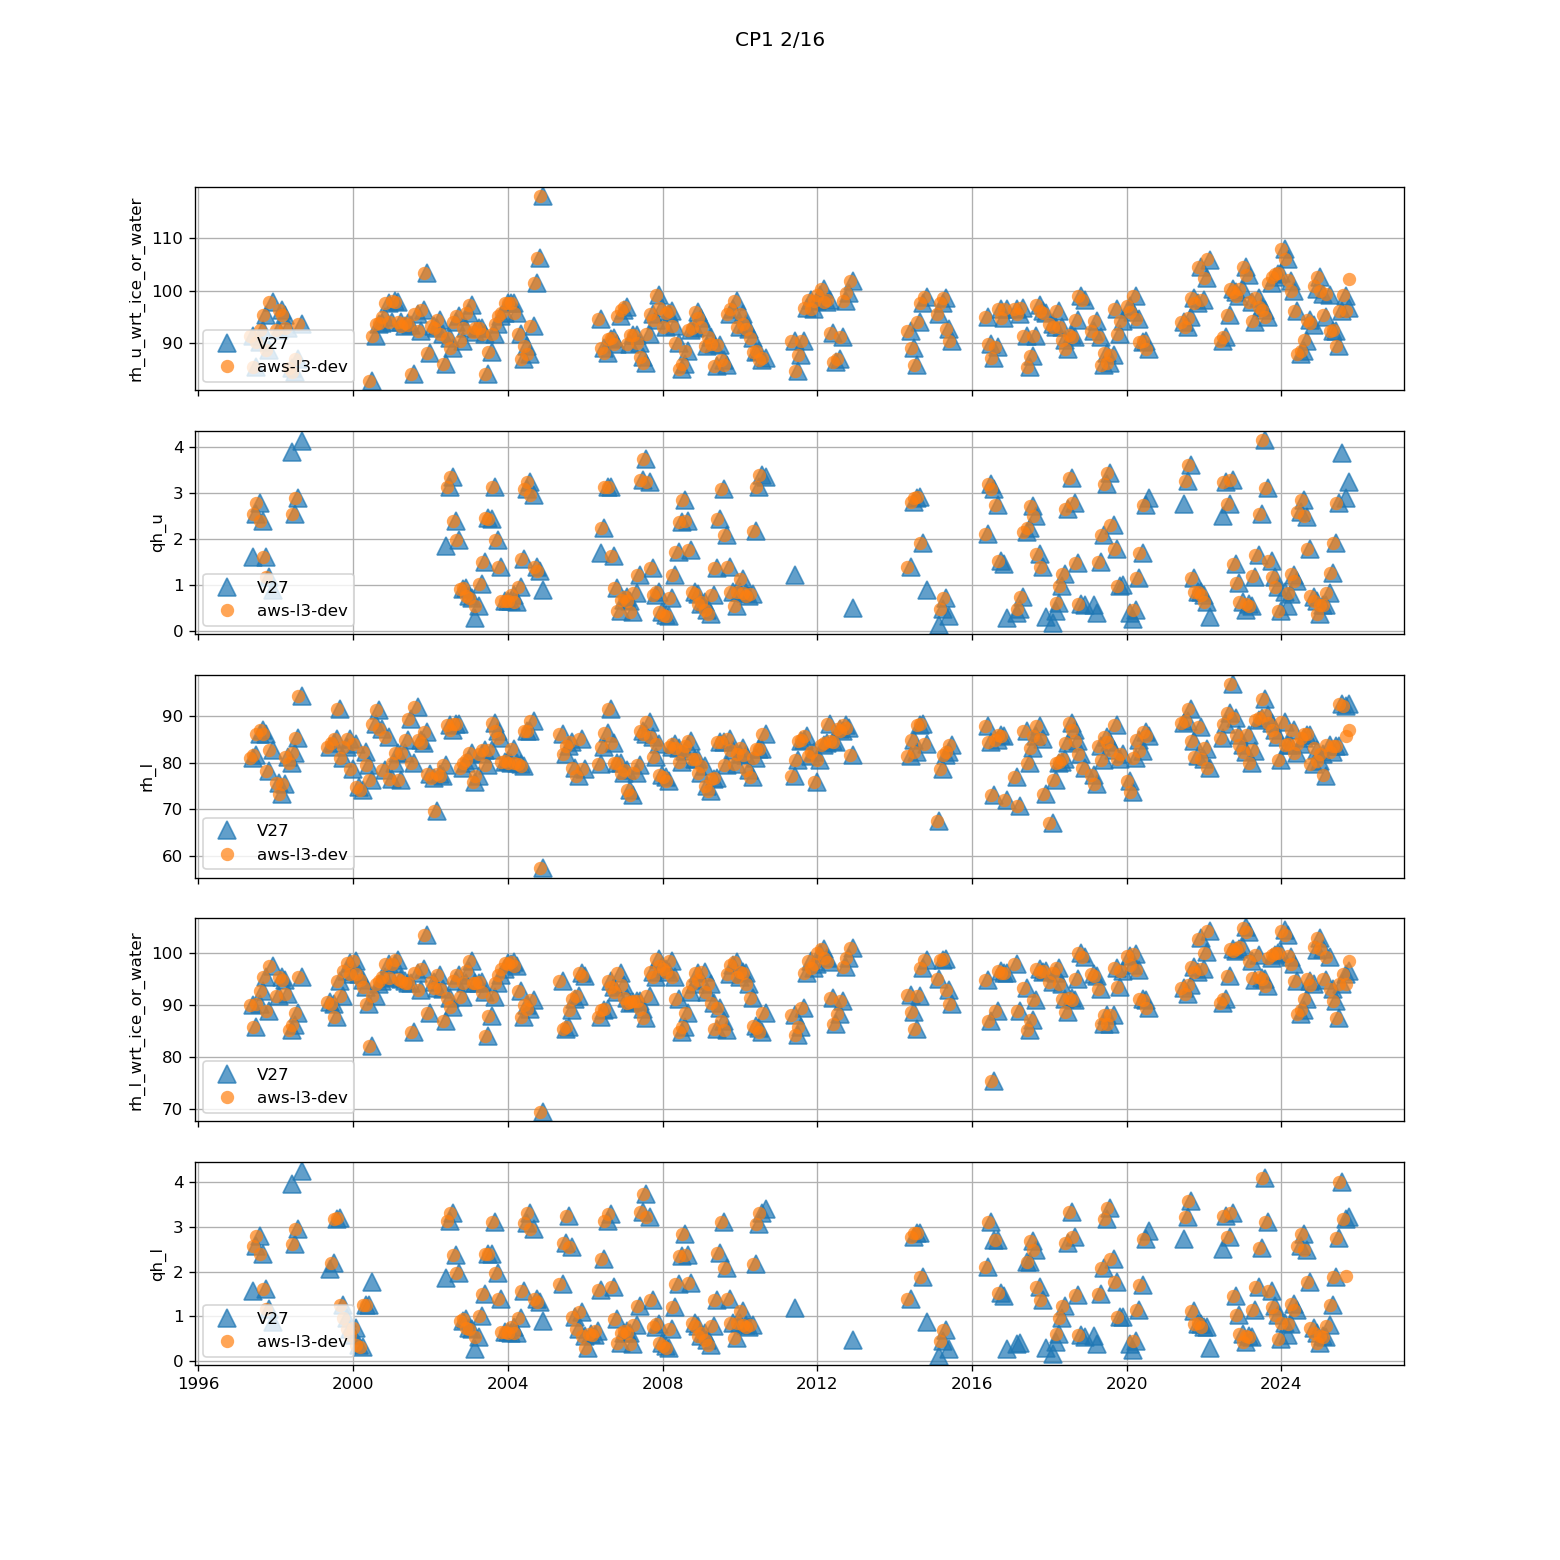 CP1 2/16
rh_u_wrt_ice_or_water
110
100
90
V27
aws-l3-dev
qh_u
4
3
2
1
0
V27
aws-l3-dev
rh_l
90
80
70
60
V27
aws-l3-dev
rh_l_wrt_ice_or_water
100
90
80
70
V27
aws-l3-dev
qh_l
4
3
2
1
0
V27
aws-l3-dev
1996 2000 2004 2008 2012 2016 2020 2024